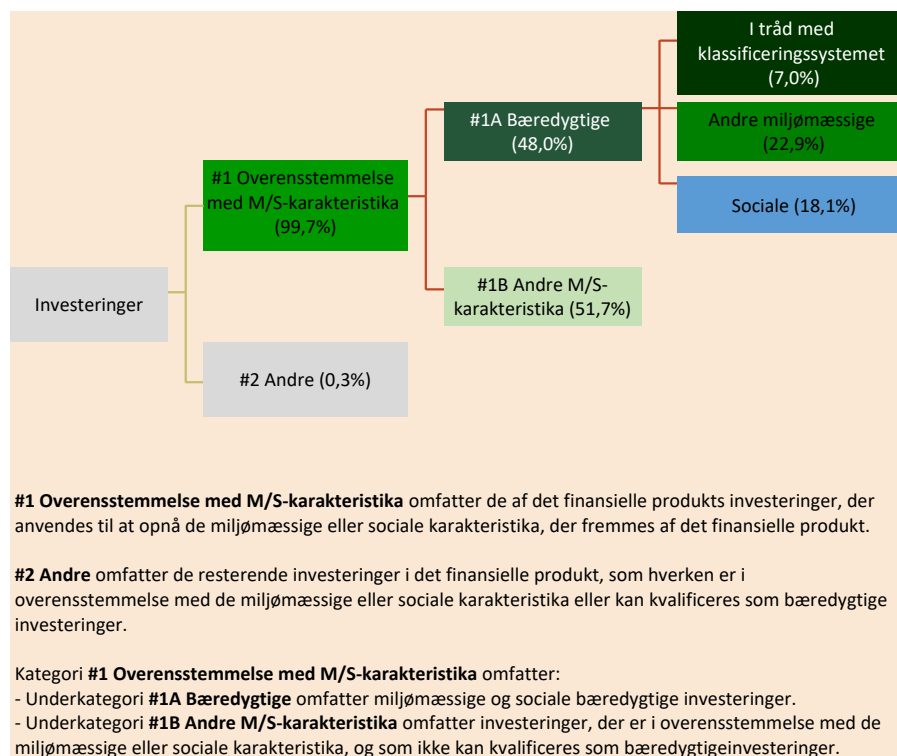 I tråd med
klassificeringssystemet
(7,0%)
#1A Bæredygtige
(48,0%)
Andre miljømæssige
(22,9%)
#1 Overensstemmelse
med M/S-karakteristika
(99,7%)
Sociale (18,1%)
Investeringer
#1B Andre M/S-
karakteristika (51,7%)
#2 Andre (0,3%)
#1 Overensstemmelse med M/S-karakteristika omfatter de af det finansielle produkts investeringer, der
anvendes til at opnå de miljømæssige eller sociale karakteristika, der fremmes af det finansielle produkt.
#2 Andre omfatter de resterende investeringer i det finansielle produkt, som hverken er i
overensstemmelse med de miljømæssige eller sociale karakteristika eller kan kvalificeres som bæredygtige
investeringer.
Kategori #1 Overensstemmelse med M/S-karakteristika omfatter:
- Underkategori #1A Bæredygtige omfatter miljømæssige og sociale bæredygtige investeringer.
- Underkategori #1B Andre M/S-karakteristika omfatter investeringer, der er i overensstemmelse med de
miljømæssige eller sociale karakteristika, og som ikke kan kvalificeres som bæredygtigeinvesteringer.